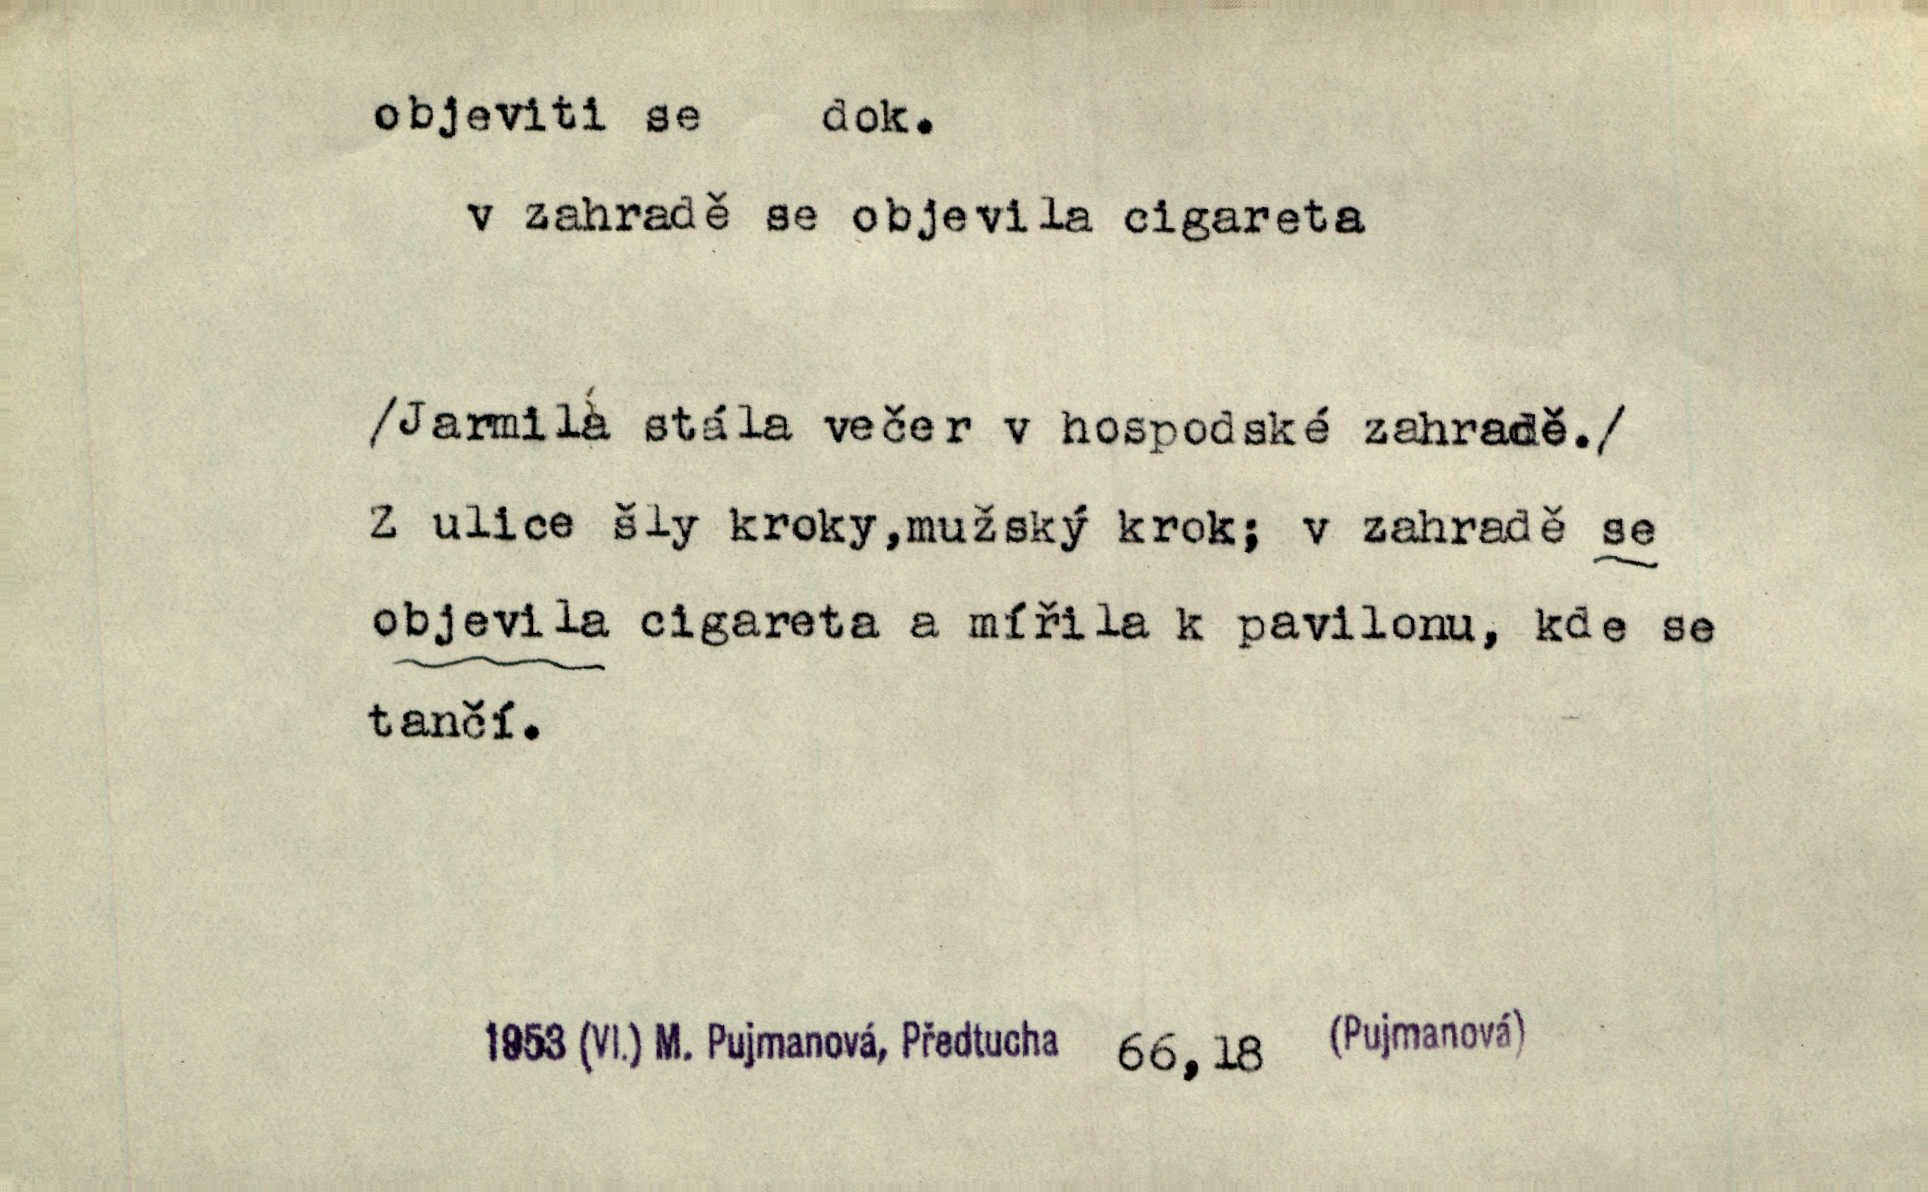 objeviti se dok.
v zahradě se objevila cigareta
/Jarmila stála večer v hospodské zahradě./
Z ulice šly kroky,mužský krok; v zahradě se
objevila cigareta a mířila k pavilonu, kde se
tančí.
1953 (VI.) M. Pujmanová, Předtucha 66,18 (Pujmanová)